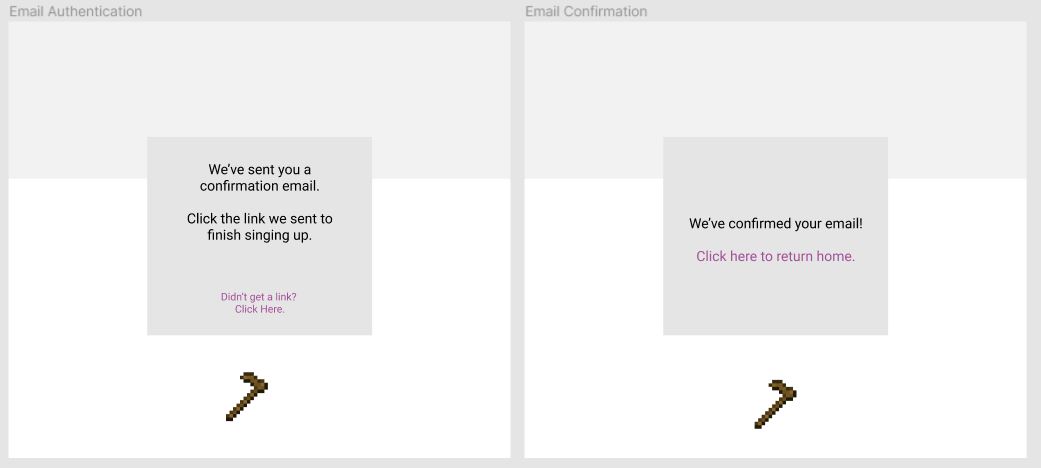 Email Authentication
We've sent you a
confirmation email.
Click the link we sent to
finish singing up.
Didn't get a link?
Click Here.
Email Confirmation
We've confirmed your email!
Click here to return home.